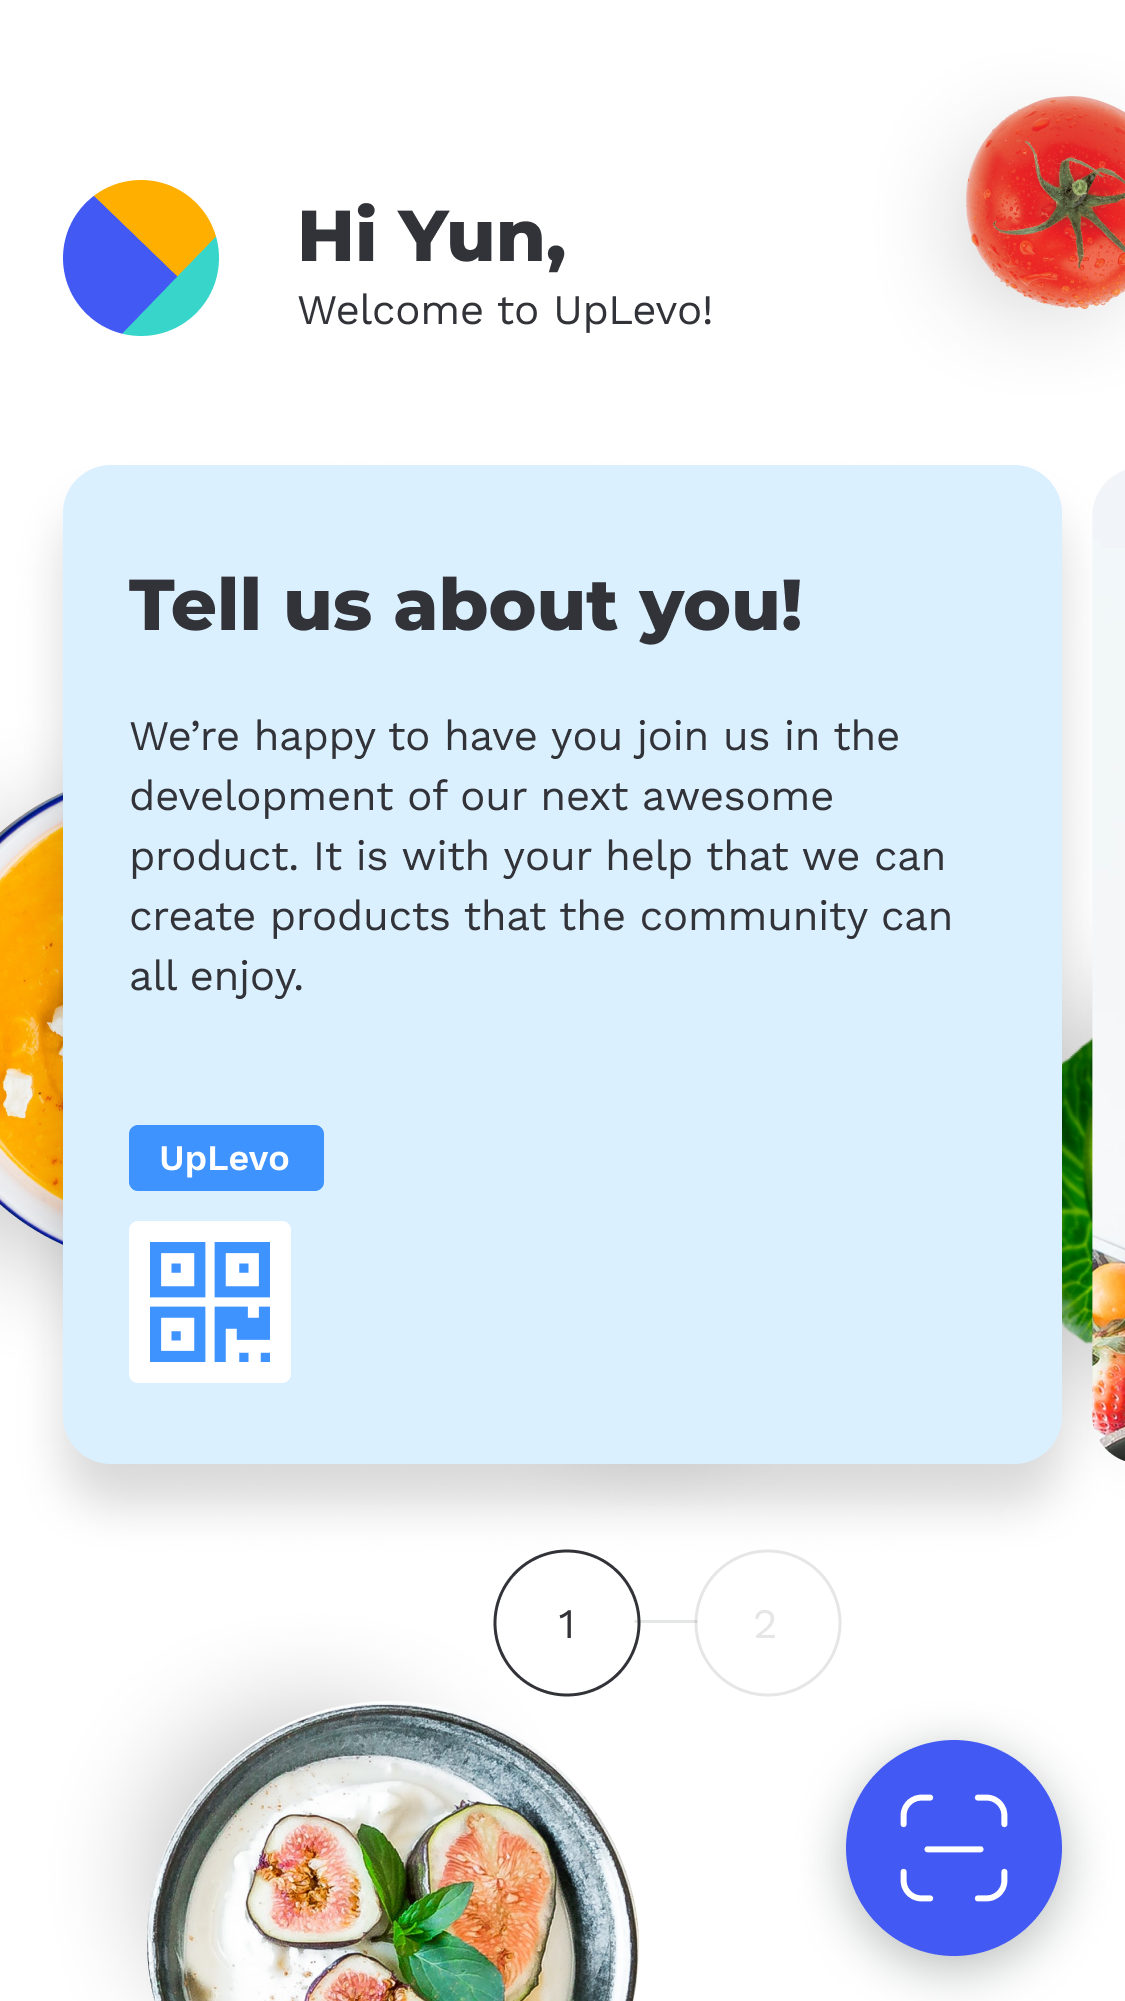 Hi Yun,
Welcome to UpLevo!
Tell us about you!
We’re happy to have you join us in the
development of our next awesome
product. It is with your help that we can
create products that the community can
all enjoy.
UpLevo
1
2